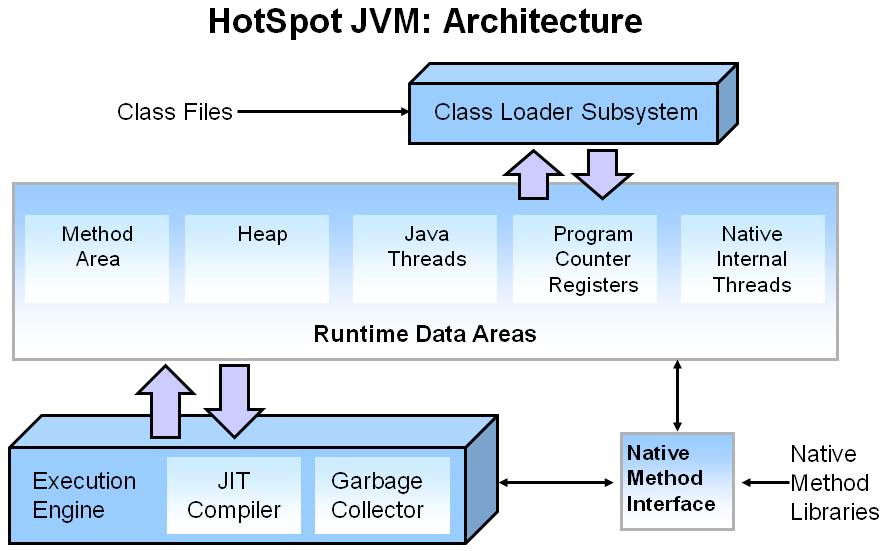 HotSpot JVM: Architecture
Class Files
Class Loader Subsystem
Method
Area
Heap
Java
Threads
Program
Counter
Registers
Native
Internal
Threads
Runtime Data Areas
Execution
Engine
JIT
Compiler
Garbage
Collector
Native
Method
Interface
Native
Method
Libraries